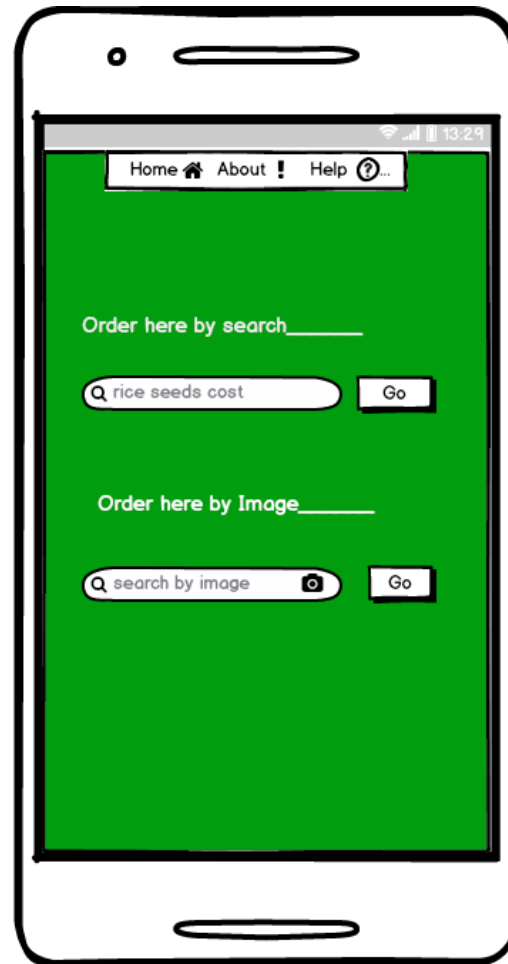 13:29
Home About ! Help ?...
Order here by search_______
rice seeds cost Go
Order here by Image_______
search by image Go